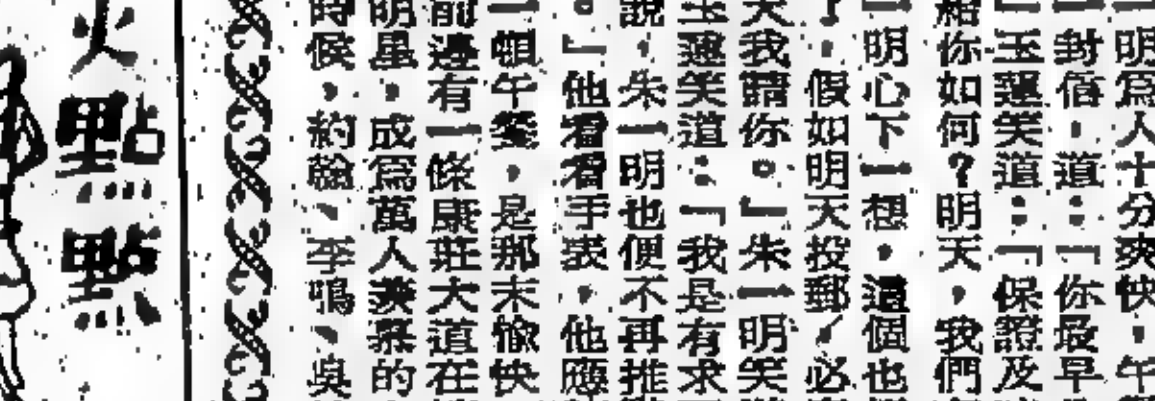 一明爲人十分爽快，午
一封信，道：「你最早
」玉蓮笑道：「保證及
給你如何？明天，我們
一明心下一想，這個也
，假如明天投郵，必
天我請你。」朱一明笑
玉蓮笑道：「我是有求
說，朱一明也便不再推
。』他看看手表，他應
一頓午餐，是那末愉快
前邊有一條康莊大道在
明星，成爲萬人羨慕的
時候，約翰、李鳴、吳
火點點